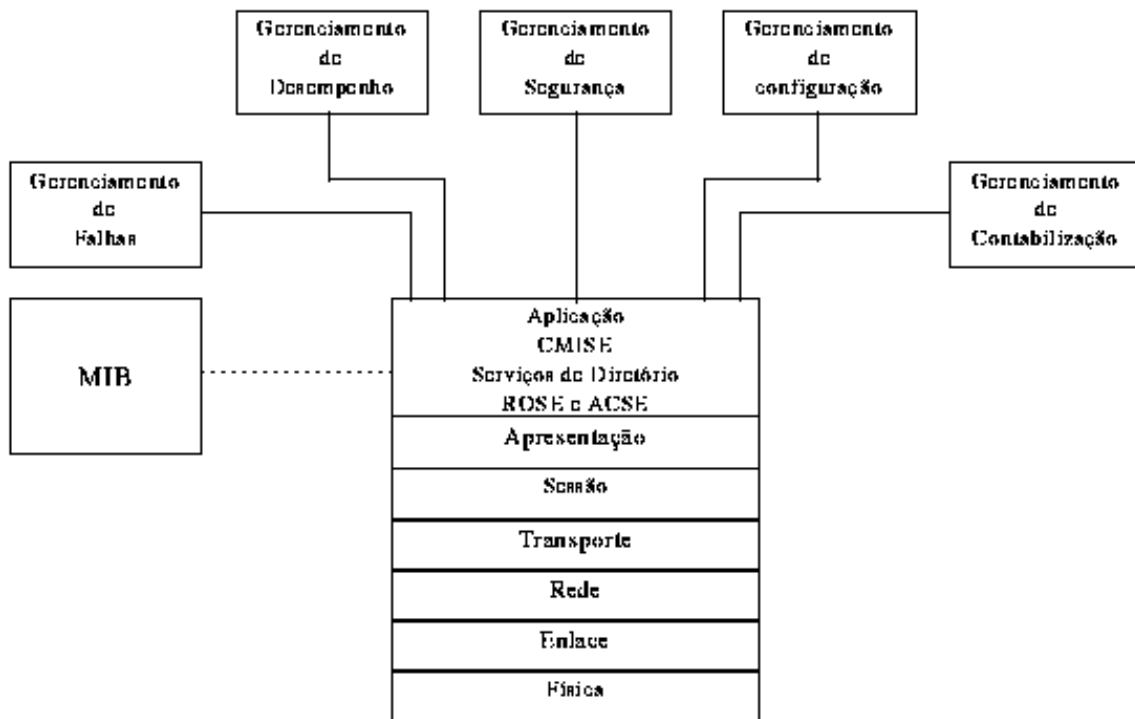 Gerenciamento
de
Desempenho
Gerenciamento
de
Segurança
Gerenciamento
de
configuração
Gerenciamento
de
Falhas
Gerenciamento
de
Contabilização
MIB
Aplicação
CMISE
Serviços de Diretório
ROSE e ACSE
Apresentação
Sessão
Transporte
Rede
Enlace
Física